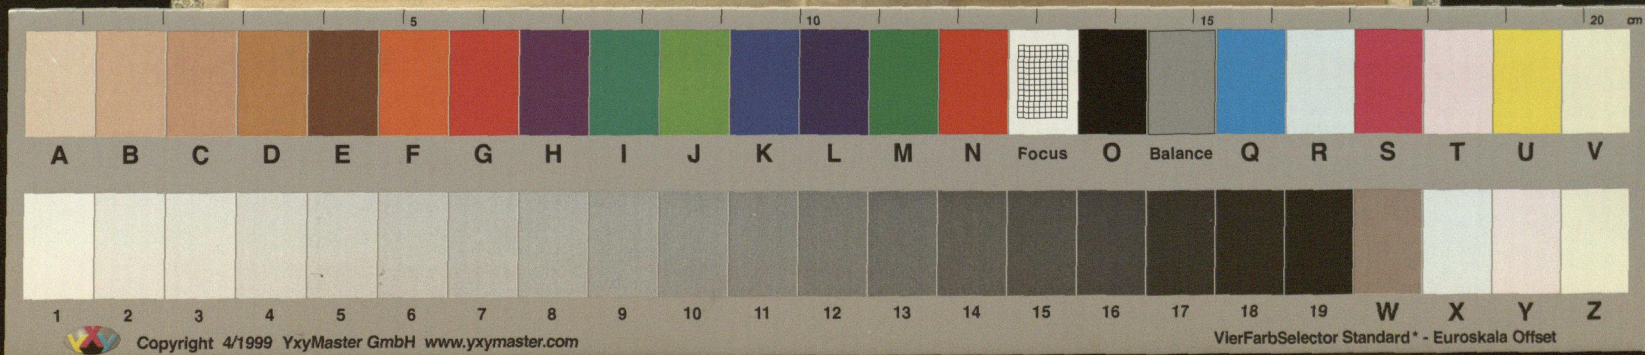 5 10 15 20 cm
A B C D E F G H I J K L M N Focus O Balance Q R S T U V
1 2 3 4 5 6 7 8 9 10 11 12 13 14 15 16 17 18 19 W X Y Z
YXY Copyright 4/1999 YxyMaster GmbH www.yxymaster.com VierFarbSelector Standard* - Euroskala Offset